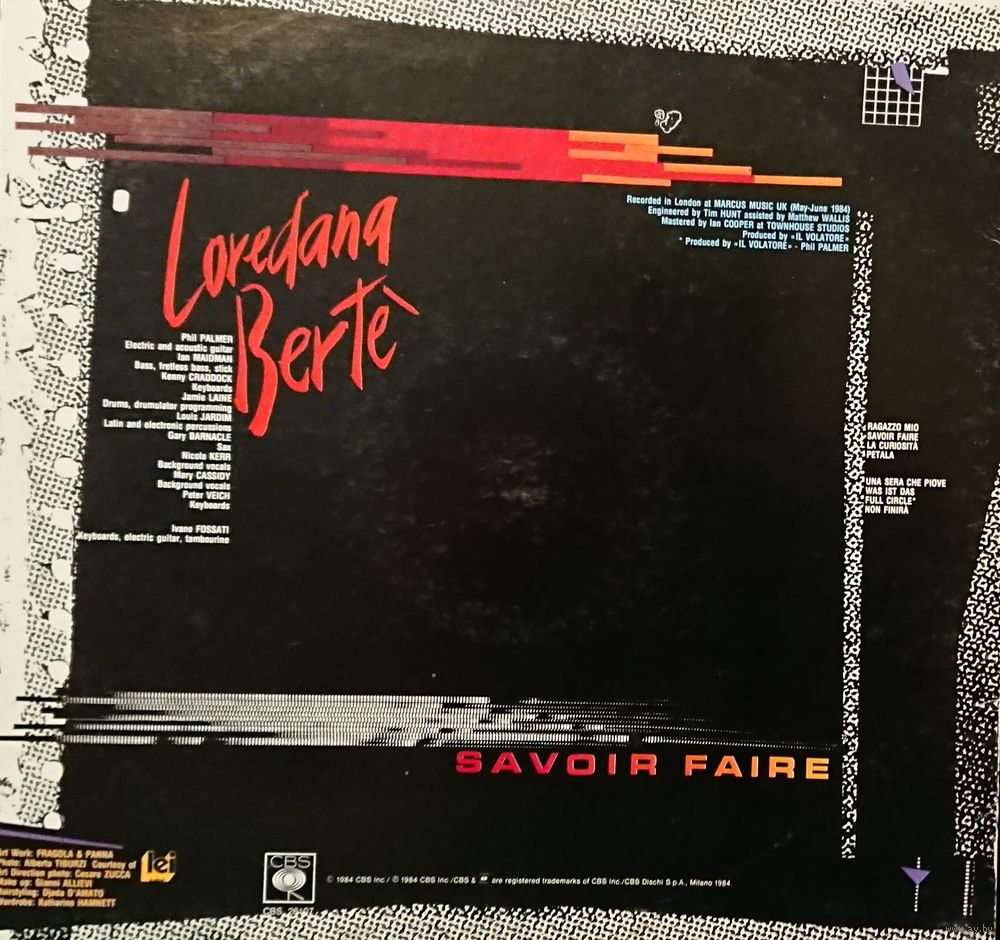 Recorded in London at MARCUS MUSIC UK (May-June 1984)
Engineered by Tim HUNT assisted by Matthew WALLIS
Mastered by Ian COOPER at TOWNHOUSE STUDIOS
Produced by «IL VOLATORE»
* Produced by «IL VOLATORE» - Phil PALMER
Loredana
Bertè
Phil PALMER
Electric and acoustic guitar
Ian MAIDMAN
Bass, fretless bass, stick
Kenny CRADDOCK
Keyboards
Jamie LAINE
Drums, drumulator programming
Louis JARDIM
Latin and electronic percussions
Gary BARNACLE
Sax
Nicola KERR
Background vocals
Mary CASSIDY
Background vocals
Peter VEICH
Keyboards
Ivano FOSSATI
Keyboards, electric guitar, tambourine
RAGAZZO MIO
SAVOIR FAIRE
LA CURIOSITÀ
PETALA
UNA SERA CHE PIOVE
WAS IST DAS
FULL CIRCLE*
NON FINIRÀ
SAVOIR FAIRE
Art Work: FRAGOLA & PANNA
Photo: Alberto TIBURZI Courtesy of lei
Art Direction photo: Cesare ZUCCA
Make up: Gianni ALLIEVI
Hairstyling: D'AMATO
Wardrobe: Katharine HAMNETT
CBS
CBS
© 1984 CBS Inc./ ℗ 1984 CBS Inc./CBS & are registered trademarks of CBS Inc./CBS Dischi S.p.A., Milano 1984
www.ay.by